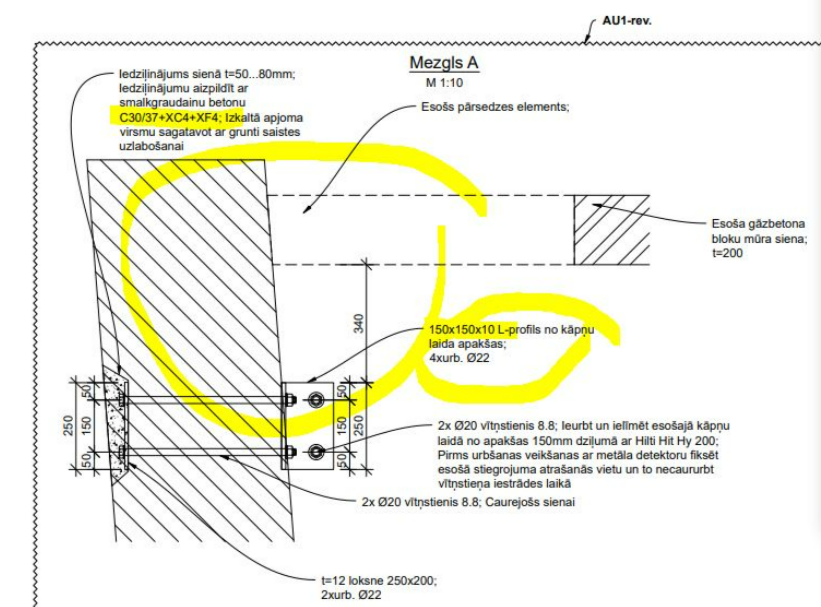 AU1-rev.
Mezgls A
M 1:10
Iedziļinājums sienā t=50...80mm;
Iedziļinājumu aizpildīt ar
smalkgraudainu betonu
C30/37+XC4+XF4; Izkaltā apjoma
virsmu sagatavot ar grunti saistes
uzlabošanai
Esošs pārsedzes elements;
Esoša gāzbetona
bloku mūra siena;
t=200
340
150x150x10 L-profils no kāpņu
laida apakšas;
4xurb. Ø22
50
150
50
250
50
150
50
250
2x Ø20 vītņstienis 8.8; Ieurbt un ielīmēt esošajā kāpņu
laidā no apakšas 150mm dziļumā ar Hilti Hit Hy 200;
Pirms urbšanas veikšanas ar metāla detektoru fiksēt
esošā stiegrojuma atrašanās vietu un to necaururbt
vītņstieņa iestrādes laikā
2x Ø20 vītņstienis 8.8; Caurejošs sienai
t=12 loksne 250x200;
2xurb. Ø22